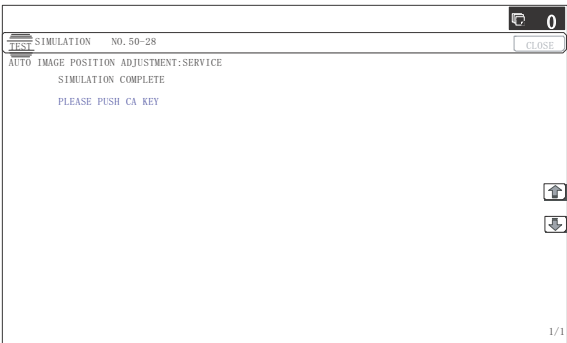 0
TEST SIMULATION NO.50-28
CLOSE
AUTO IMAGE POSITION ADJUSTMENT:SERVICE
SIMULATION COMPLETE
PLEASE PUSH CA KEY
1/1